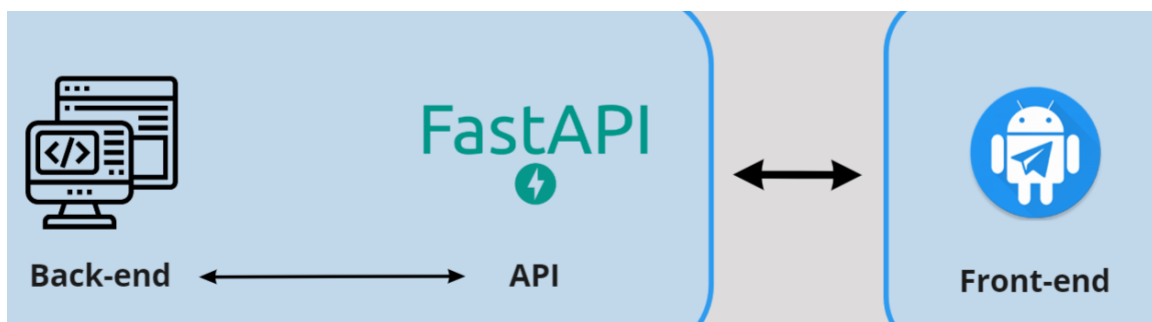 </>
FastAPI
Back-end
API
Front-end